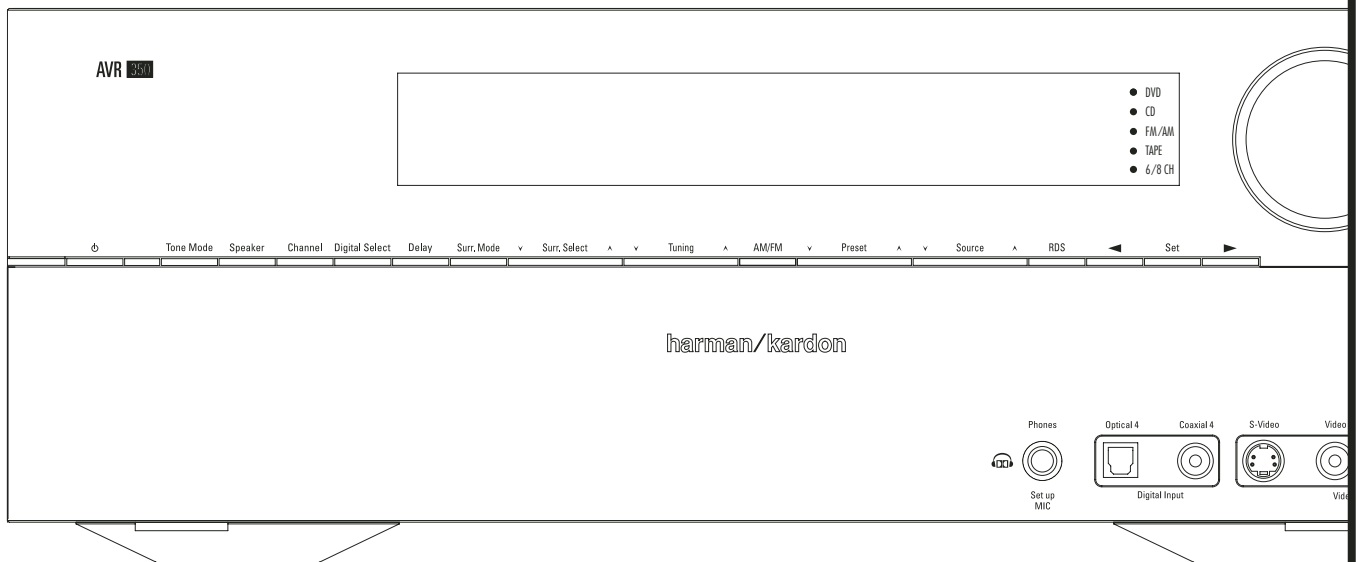 AVR 350
DVD
CD
FM/AM
TAPE
6/8 CH
Tone Mode Speaker Channel Digital Select Delay Surr. Mode Surr. Select Tuning AM/FM Preset Source RDS Set
harman/kardon
Phones Optical 4 Coaxial 4 S-Video Video
Set up Digital Input Vide
MIC